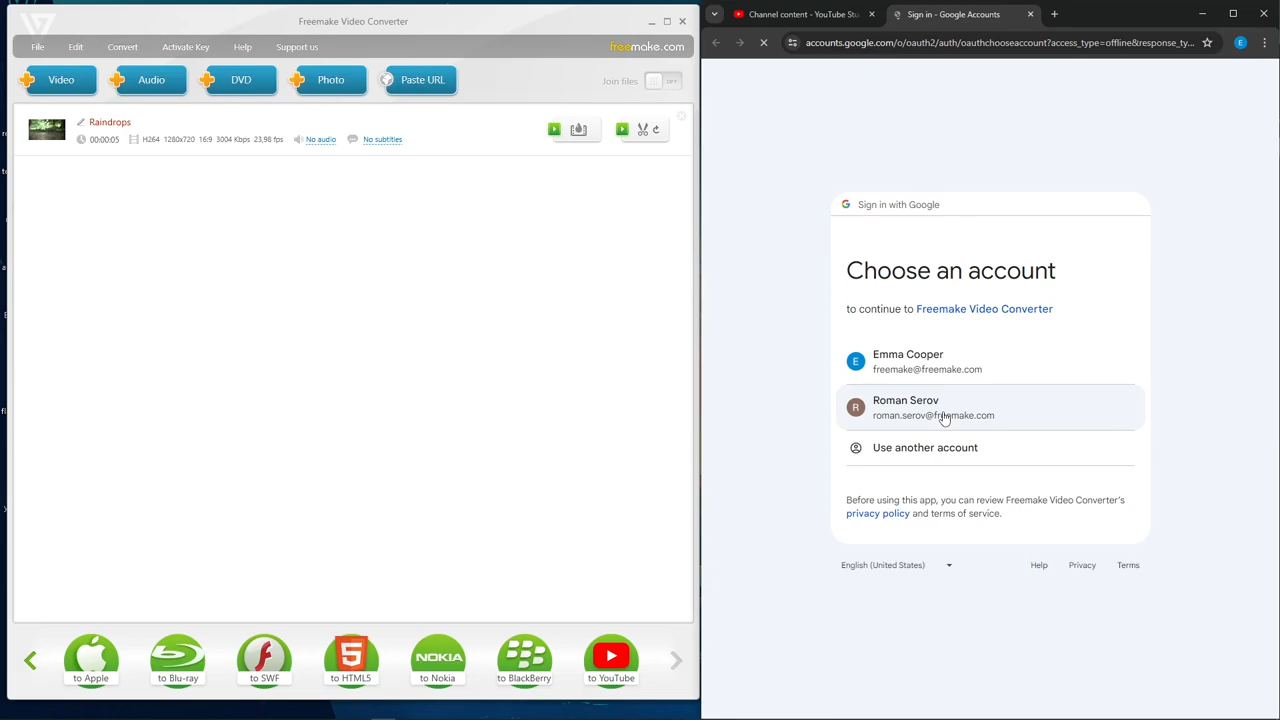 Freemake Video Converter
File Edit Convert Activate Key Help Support us
freemake.com
Video Audio DVD Photo Paste URL
Join files OFF
Raindrops
00:00:05 H264 1280x720 16:9 3004 Kbps 23,98 fps No audio No subtitles
to Apple to Blu-ray to SWF
5 to HTML5
NOKIA to Nokia
to BlackBerry to YouTube
Channel content - YouTube Stu
Sign in - Google Accounts
accounts.google.com/o/oauth2/auth/oauthchooseaccount?access_type=offline&response_ty...
E
Sign in with Google
Choose an account
to continue to Freemake Video Converter
E
Emma Cooper
freemake@freemake.com
R
Roman Serov
roman.serov@freemake.com
Use another account
Before using this app, you can review Freemake Video Converter's
privacy policy and terms of service.
English (United States) Help Privacy Terms